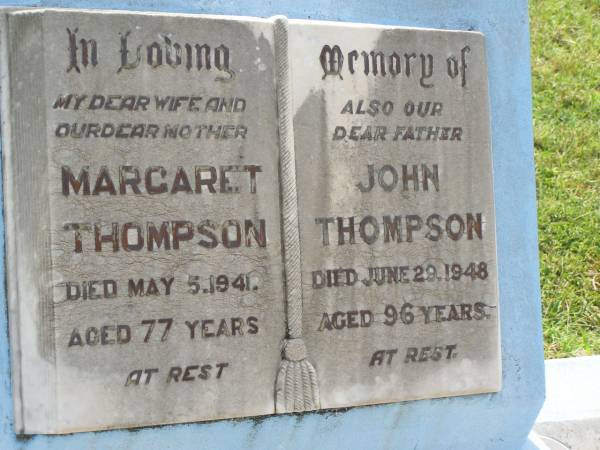 In Loving
MY DEAR WIFE AND
OUR DEAR MOTHER
MARGARET
THOMPSON
DIED MAY 5.1941.
AGED 77 YEARS
AT REST
Memory of
ALSO OUR
DEAR FATHER
JOHN
THOMPSON
DIED JUNE 29.1948
AGED 96 YEARS.
AT REST.